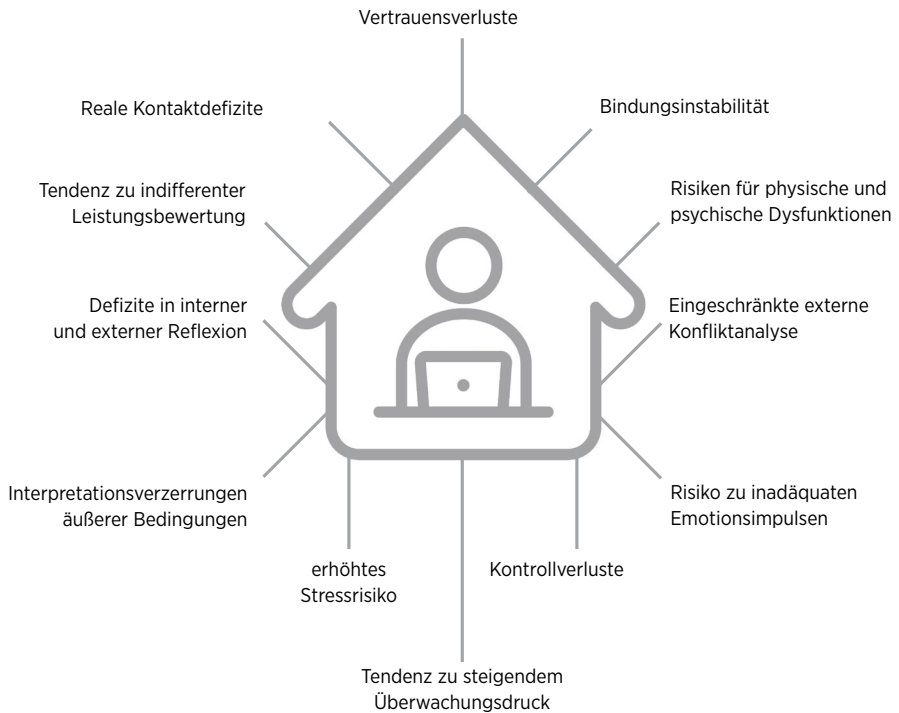 Vertrauensverluste
Reale Kontaktdefizite
Bindungsinstabilität
Tendenz zu indifferenter
Leistungsbewertung
Risiken für physische und
psychische Dysfunktionen
Defizite in interner
und externer Reflexion
Eingeschränkte externe
Konfliktanalyse
Interpretationsverzerrungen
äußerer Bedingungen
Risiko zu inadäquaten
Emotionsimpulsen
erhöhtes
Stressrisiko
Kontrollverluste
Tendenz zu steigendem
Überwachungsdruck